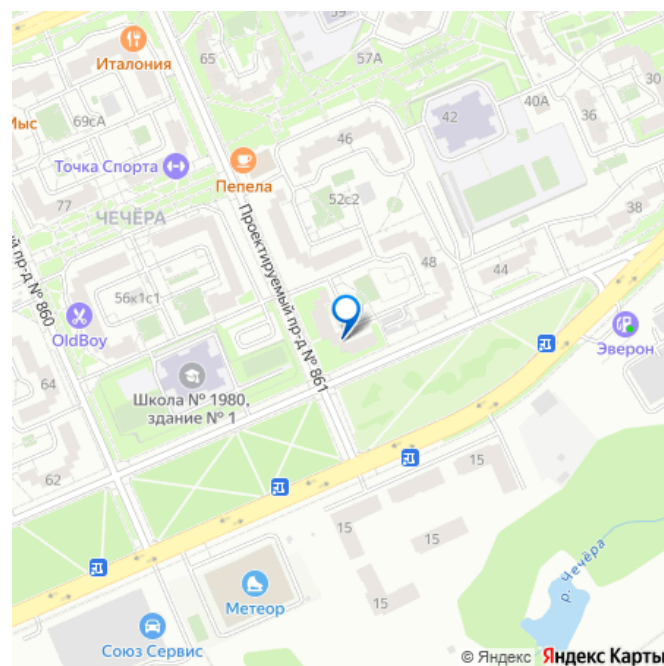 39
65
57А
Италония
30
40А
Мыс
69сА
42
36
46
Точка Спорта
Пепела
52с2
77
ЧЕЧЁРА
38
Проектируемый пр-д № 861
48
44
ый пр-д № 860
56к1с1
OldBoy
Эверон
64
Школа № 1980,
здание № 1
62
15
15
15
15
р. Чечёра
Метеор
Союз Сервис
© Яндекс Яндекс Карты